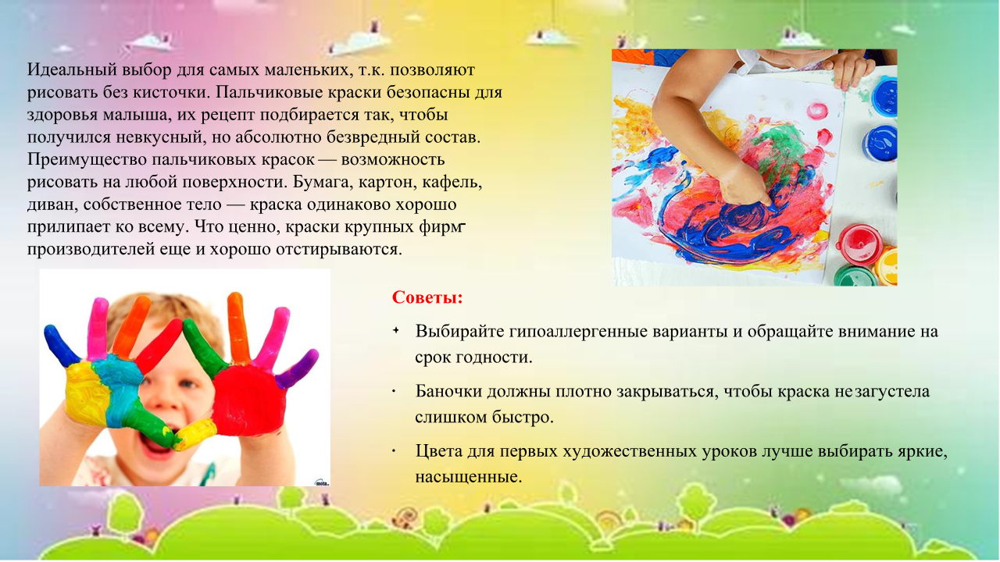 Идеальный выбор для самых маленьких, т.к. позволяют
рисовать без кисточки. Пальчиковые краски безопасны для
здоровья малыша, их рецепт подбирается так, чтобы
получился невкусный, но абсолютно безвредный состав.
Преимущество пальчиковых красок — возможность
рисовать на любой поверхности. Бумага, картон, кафель,
диван, собственное тело — краска одинаково хорошо
прилипает ко всему. Что ценно, краски крупных фирм-
производителей еще и хорошо отстирываются.
Советы:
Выбирайте гипоаллергенные варианты и обращайте внимание на
срок годности.
· Баночки должны плотно закрываться, чтобы краска не загустела
слишком быстро.
· Цвета для первых художественных уроков лучше выбирать яркие,
насыщенные.